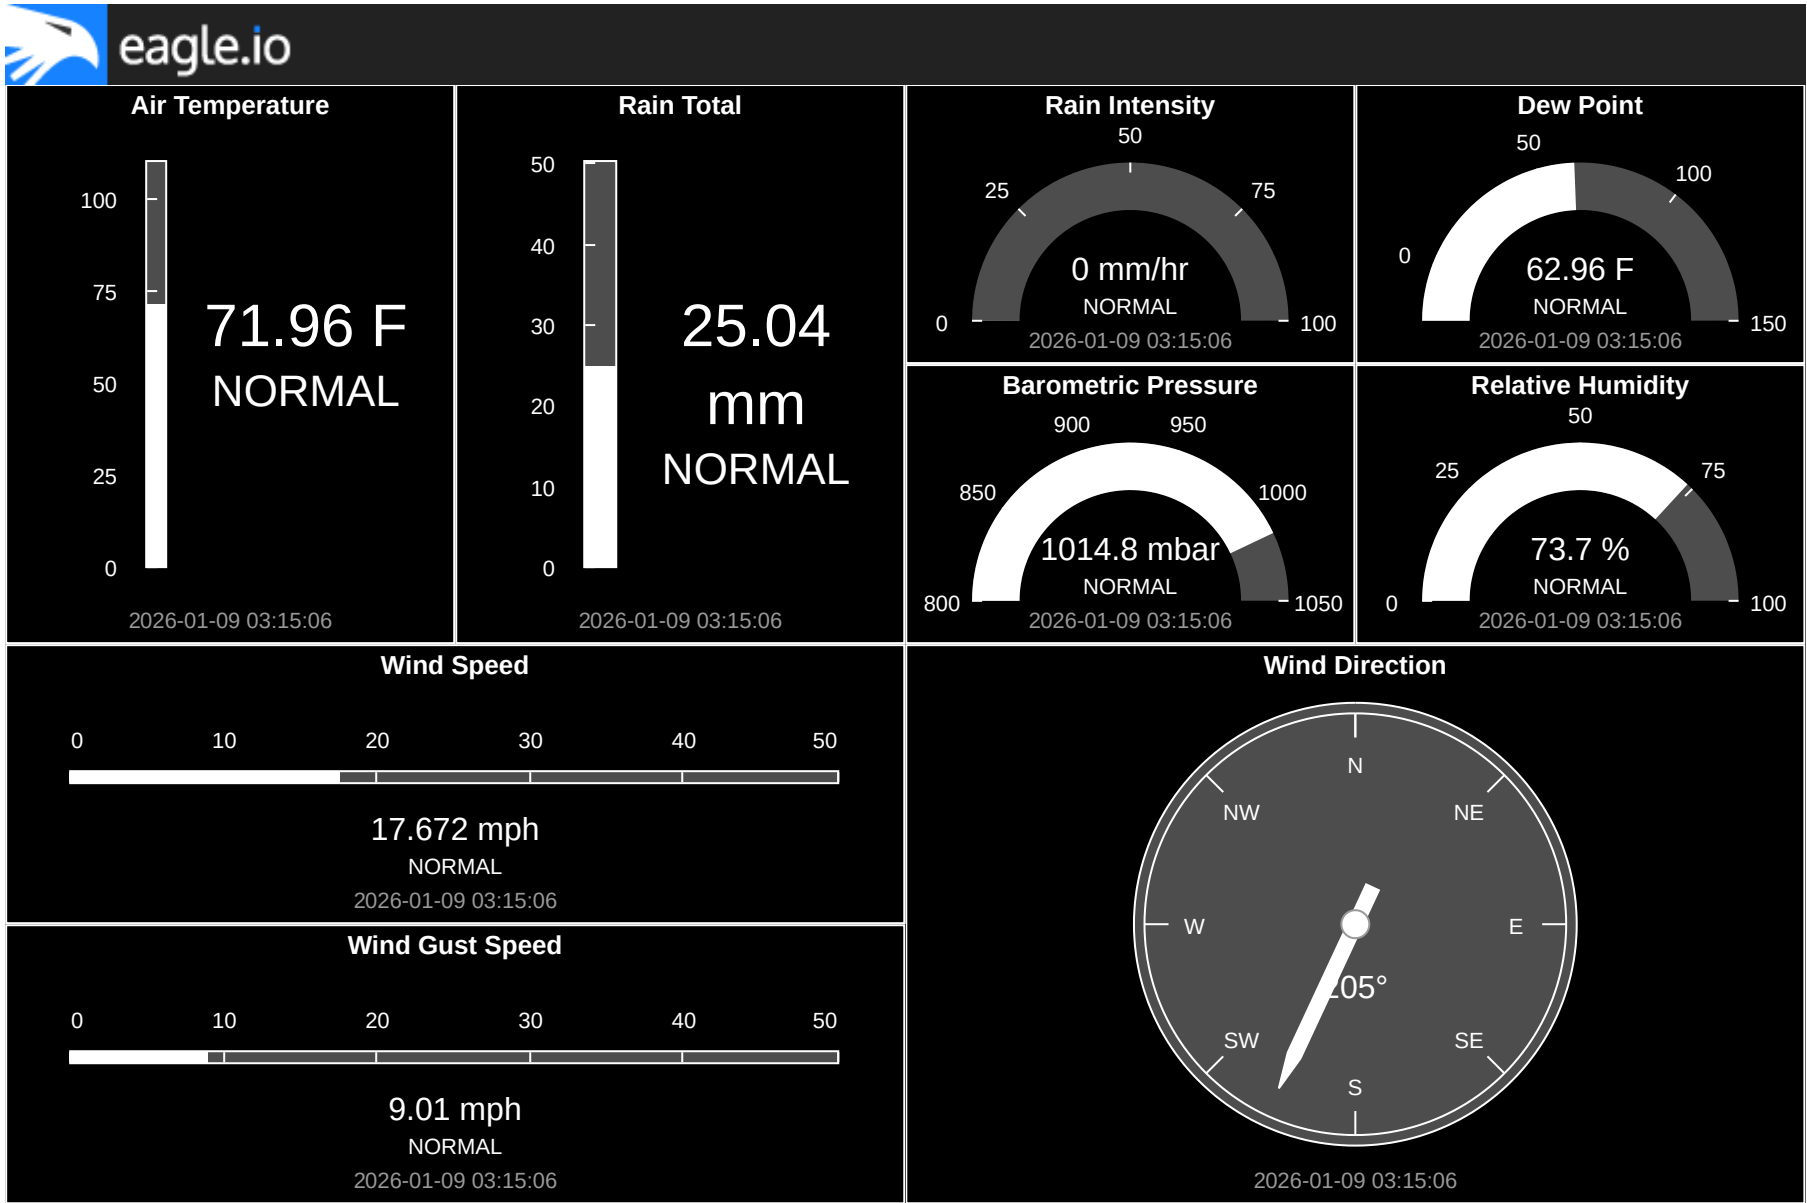 eagle.io
Air Temperature
100
75
50
25
0
71.96 F
NORMAL
2026-01-09 03:15:06
Rain Total
50
40
30
20
10
0
25.04
mm
NORMAL
2026-01-09 03:15:06
Rain Intensity
0
25
50
75
100
0 mm/hr
NORMAL
2026-01-09 03:15:06
Dew Point
0
50
100
150
62.96 F
NORMAL
2026-01-09 03:15:06
Barometric Pressure
800
850
900
950
1000
1050
1014.8 mbar
NORMAL
2026-01-09 03:15:06
Relative Humidity
0
25
50
75
100
73.7 %
NORMAL
2026-01-09 03:15:06
Wind Speed
0 10 20 30 40 50
17.672 mph
NORMAL
2026-01-09 03:15:06
Wind Gust Speed
0 10 20 30 40 50
9.01 mph
NORMAL
2026-01-09 03:15:06
Wind Direction
N
NW NE
W E
205°
SW SE
S
2026-01-09 03:15:06